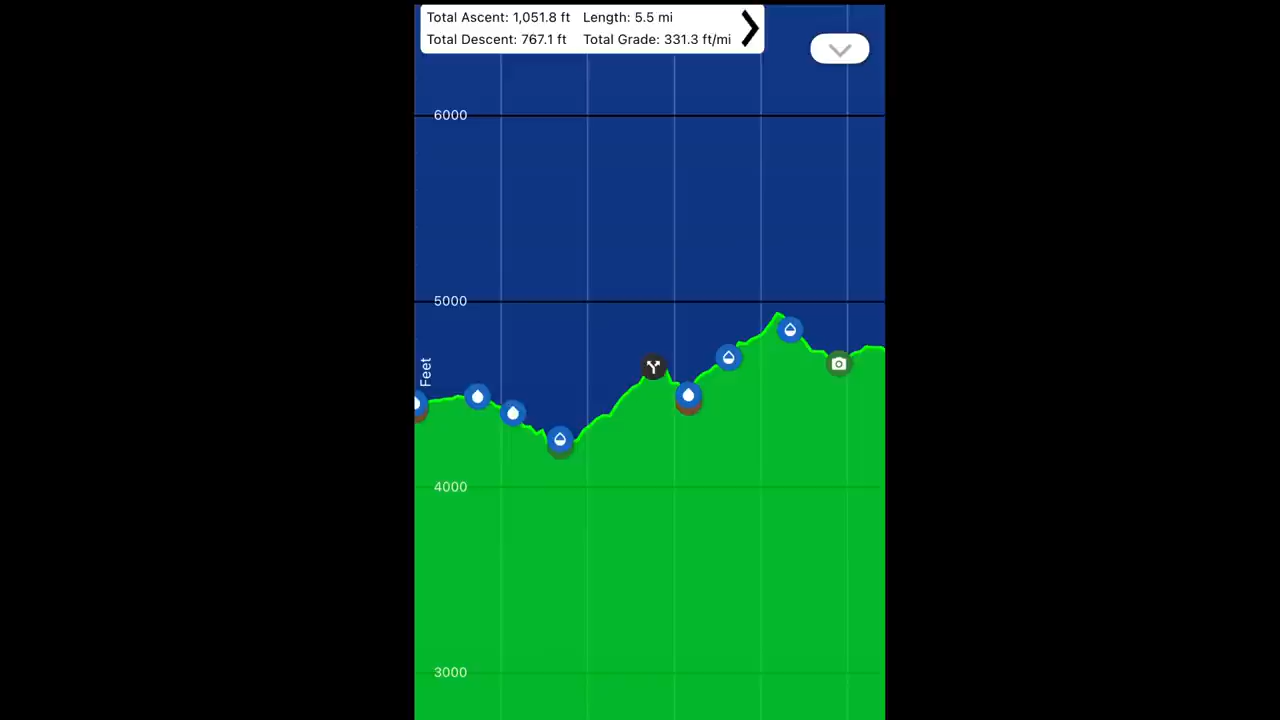 Total Ascent: 1,051.8 ft Length: 5.5 mi
Total Descent: 767.1 ft Total Grade: 331.3 ft/mi
6000
5000
Feet
4000
3000